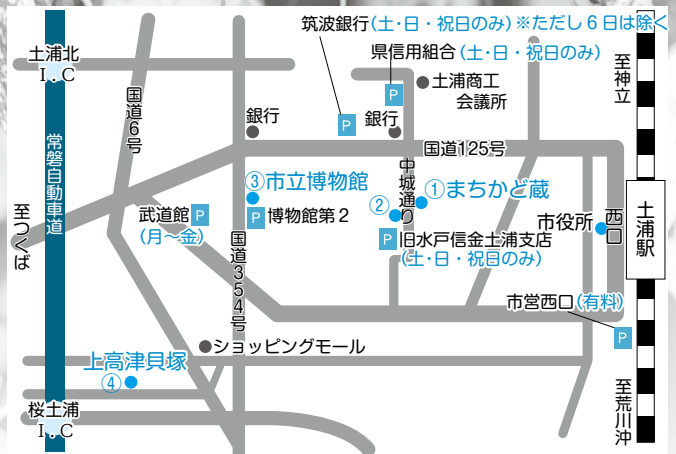 筑波銀行(土・日・祝日のみ)※ただし6日は除く
県信用組合(土・日・祝日のみ)
土浦北
I.C
至神立
P
土浦商工
会議所
国道6号
銀行
P
銀行
国道125号
常磐自動車道
③市立博物館
中城通り
①まちかど蔵
②
至つくば
武道館 P
(月〜金)
P 博物館第2
市役所
西口
土浦駅
国道354号
P 旧水戸信金土浦支店
(土・日・祝日のみ)
市営西口(有料)
P
ショッピングモール
上高津貝塚
④
至荒川沖
桜土浦
I.C